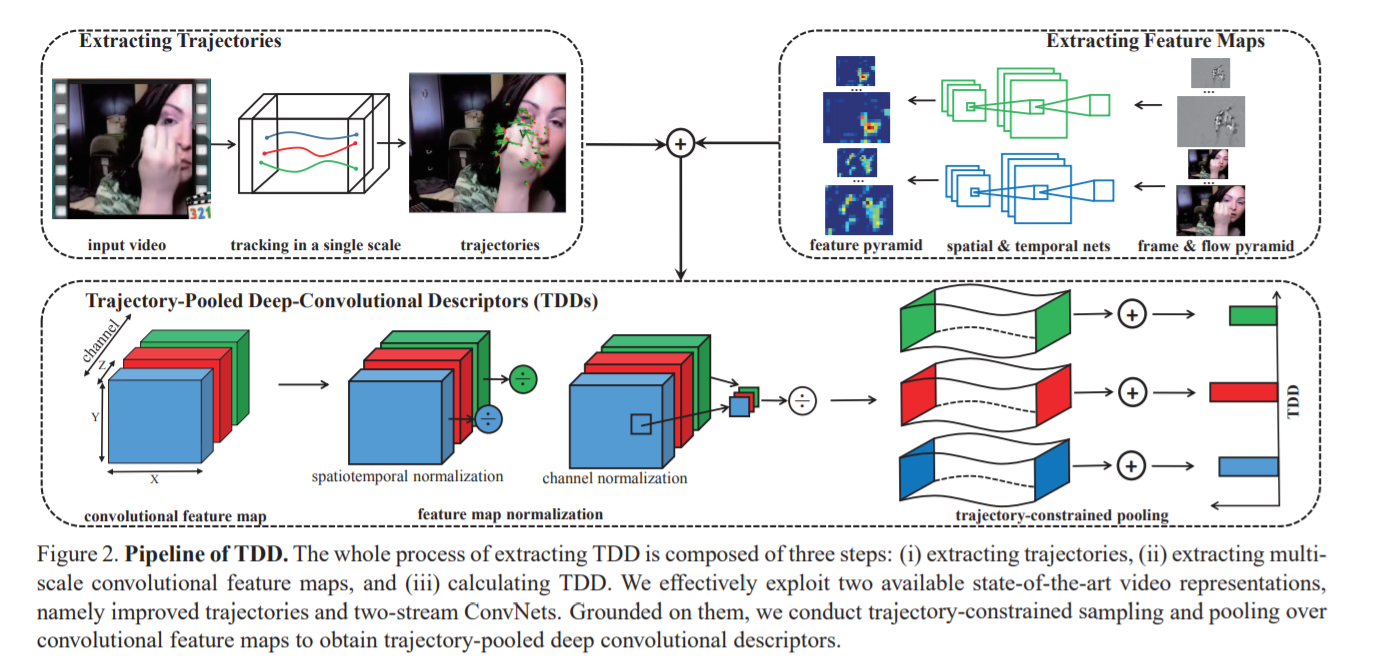 Extracting Trajectories
321
input video
tracking in a single scale
trajectories
Extracting Feature Maps
...
...
...
...
feature pyramid
spatial & temporal nets
frame & flow pyramid
+
Trajectory-Pooled Deep-Convolutional Descriptors (TDDs)
channel
Z
Y
X
convolutional feature map
÷
÷
spatiotemporal normalization
÷
channel normalization
feature map normalization
+
+
+
TDD
trajectory-constrained pooling
Figure 2. Pipeline of TDD. The whole process of extracting TDD is composed of three steps: (i) extracting trajectories, (ii) extracting multi-
scale convolutional feature maps, and (iii) calculating TDD. We effectively exploit two available state-of-the-art video representations,
namely improved trajectories and two-stream ConvNets. Grounded on them, we conduct trajectory-constrained sampling and pooling over
convolutional feature maps to obtain trajectory-pooled deep convolutional descriptors.